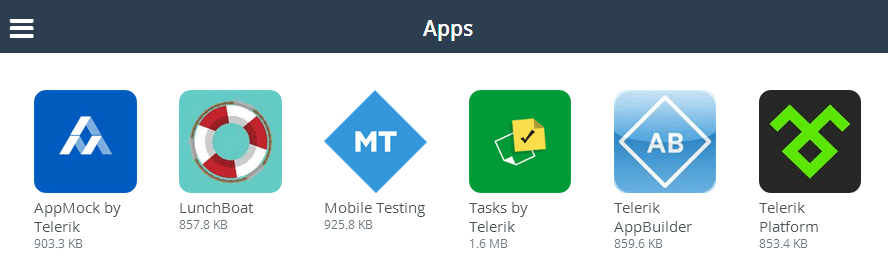 Apps
MT
AB
AppMock by
Telerik
903.3 KB
LunchBoat
857.8 KB
Mobile Testing
925.8 KB
Tasks by
Telerik
1.6 MB
Telerik
AppBuilder
859.6 KB
Telerik
Platform
853.4 KB